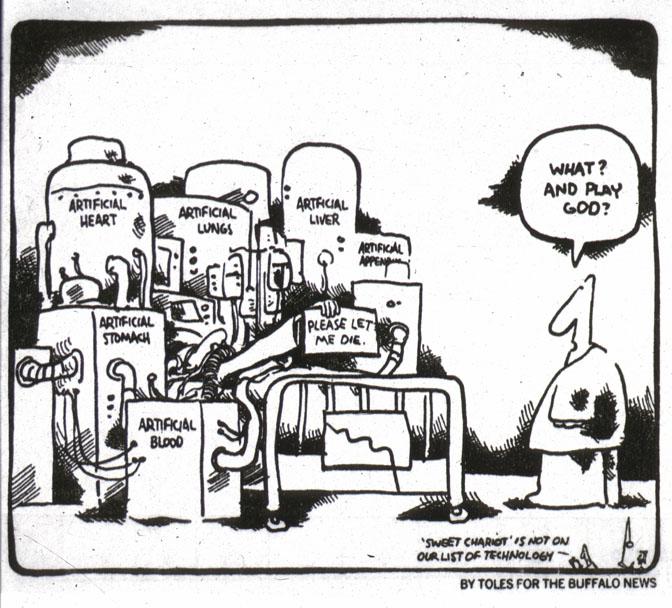 WHAT?
AND PLAY
GOD?
ARTIFICIAL
HEART
ARTIFICIAL
LUNGS
ARTIFICIAL
LIVER
ARTIFICIAL
APPENDIX
ARTIFICIAL
STOMACH
PLEASE LET
ME DIE.
ARTIFICIAL
BLOOD
'SWEET CHARIOT' IS NOT ON
OUR LIST OF TECHNOLOGY —
BY TOLES FOR THE BUFFALO NEWS